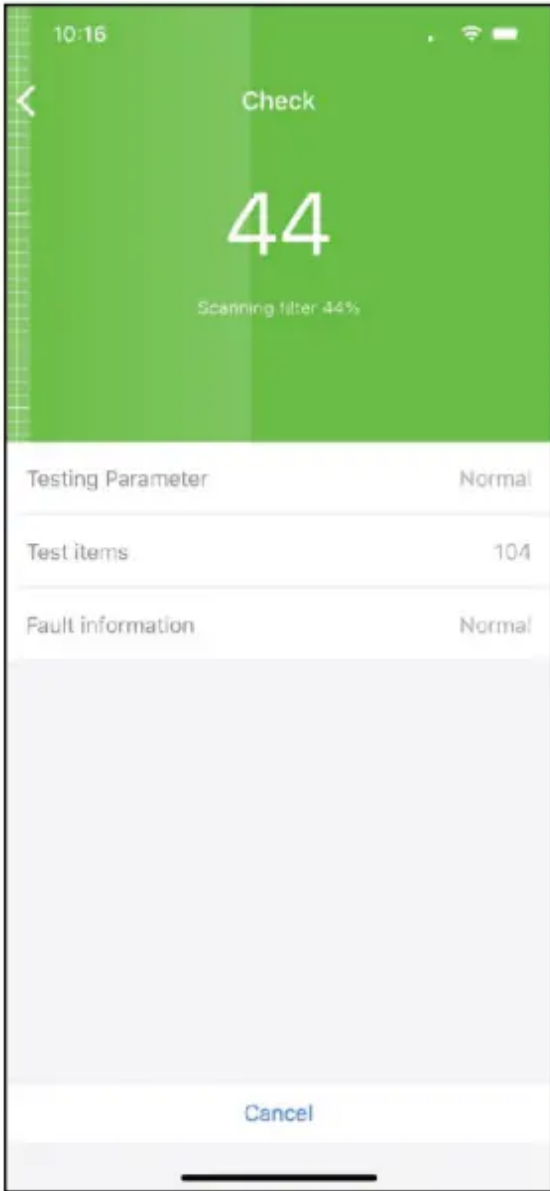 10:16
Check
44
Scanning filter 44%
Testing Parameter Normal
Test items 104
Fault information Normal
Cancel